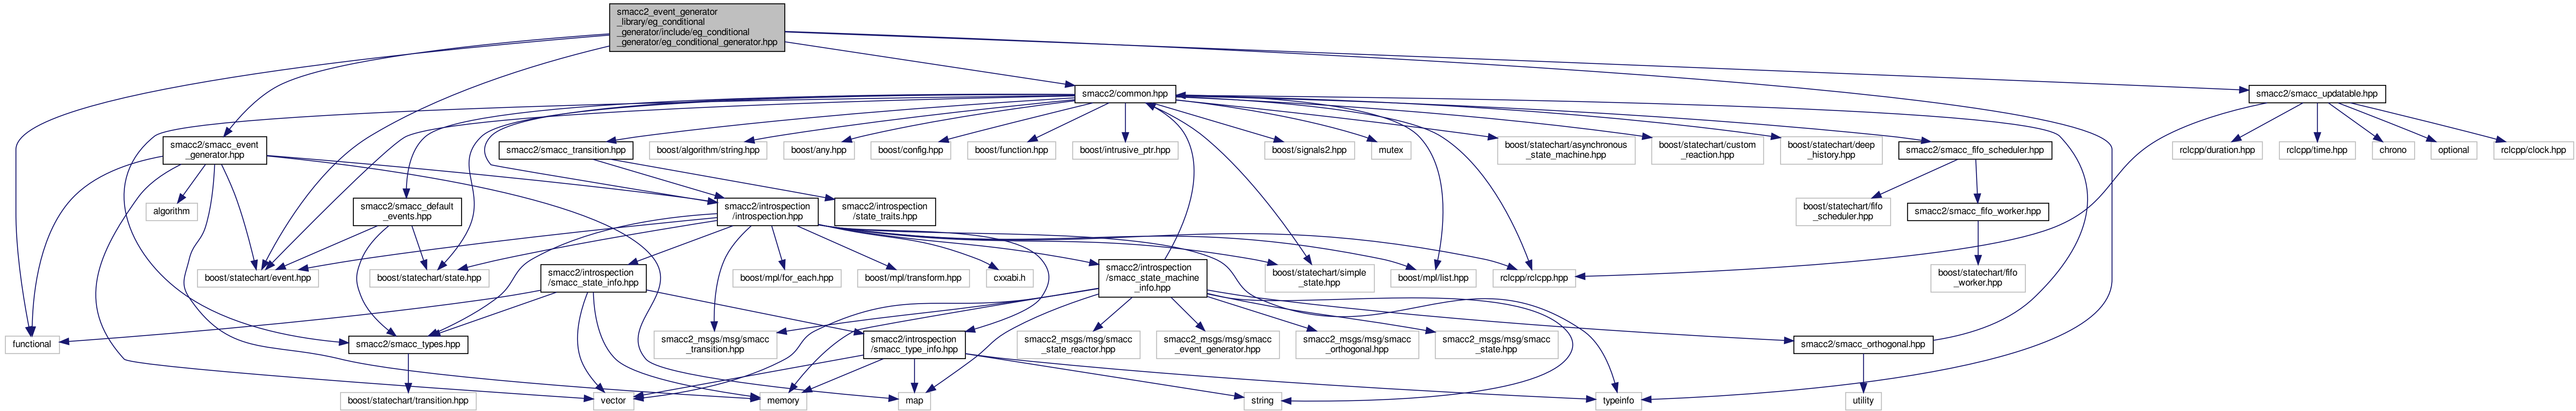 smacc2_event_generator
_library/eg_conditional
_generator/include/eg_conditional
_generator/eg_conditional_generator.hpp
smacc2/common.hpp
smacc2/smacc_updatable.hpp
smacc2/smacc_event
_generator.hpp
smacc2/smacc_transition.hpp
boost/algorithm/string.hpp
boost/any.hpp
boost/config.hpp
boost/function.hpp
boost/intrusive_ptr.hpp
boost/signals2.hpp
mutex
boost/statechart/asynchronous
_state_machine.hpp
boost/statechart/custom
_reaction.hpp
boost/statechart/deep
_history.hpp
smacc2/smacc_fifo_scheduler.hpp
rclcpp/duration.hpp
rclcpp/time.hpp
chrono
optional
rclcpp/clock.hpp
algorithm
smacc2/smacc_default
_events.hpp
smacc2/introspection
/introspection.hpp
smacc2/introspection
/state_traits.hpp
boost/statechart/fifo
_scheduler.hpp
smacc2/smacc_fifo_worker.hpp
boost/statechart/event.hpp
boost/statechart/state.hpp
smacc2/introspection
/smacc_state_info.hpp
boost/mpl/for_each.hpp
boost/mpl/transform.hpp
cxxabi.h
smacc2/introspection
/smacc_state_machine
_info.hpp
boost/statechart/simple
_state.hpp
boost/mpl/list.hpp
rclcpp/rclcpp.hpp
boost/statechart/fifo
_worker.hpp
functional
smacc2/smacc_types.hpp
smacc2_msgs/msg/smacc
_transition.hpp
smacc2/introspection
/smacc_type_info.hpp
smacc2_msgs/msg/smacc
_state_reactor.hpp
smacc2_msgs/msg/smacc
_event_generator.hpp
smacc2_msgs/msg/smacc
_orthogonal.hpp
smacc2_msgs/msg/smacc
_state.hpp
smacc2/smacc_orthogonal.hpp
boost/statechart/transition.hpp
vector
memory
map
string
typeinfo
utility